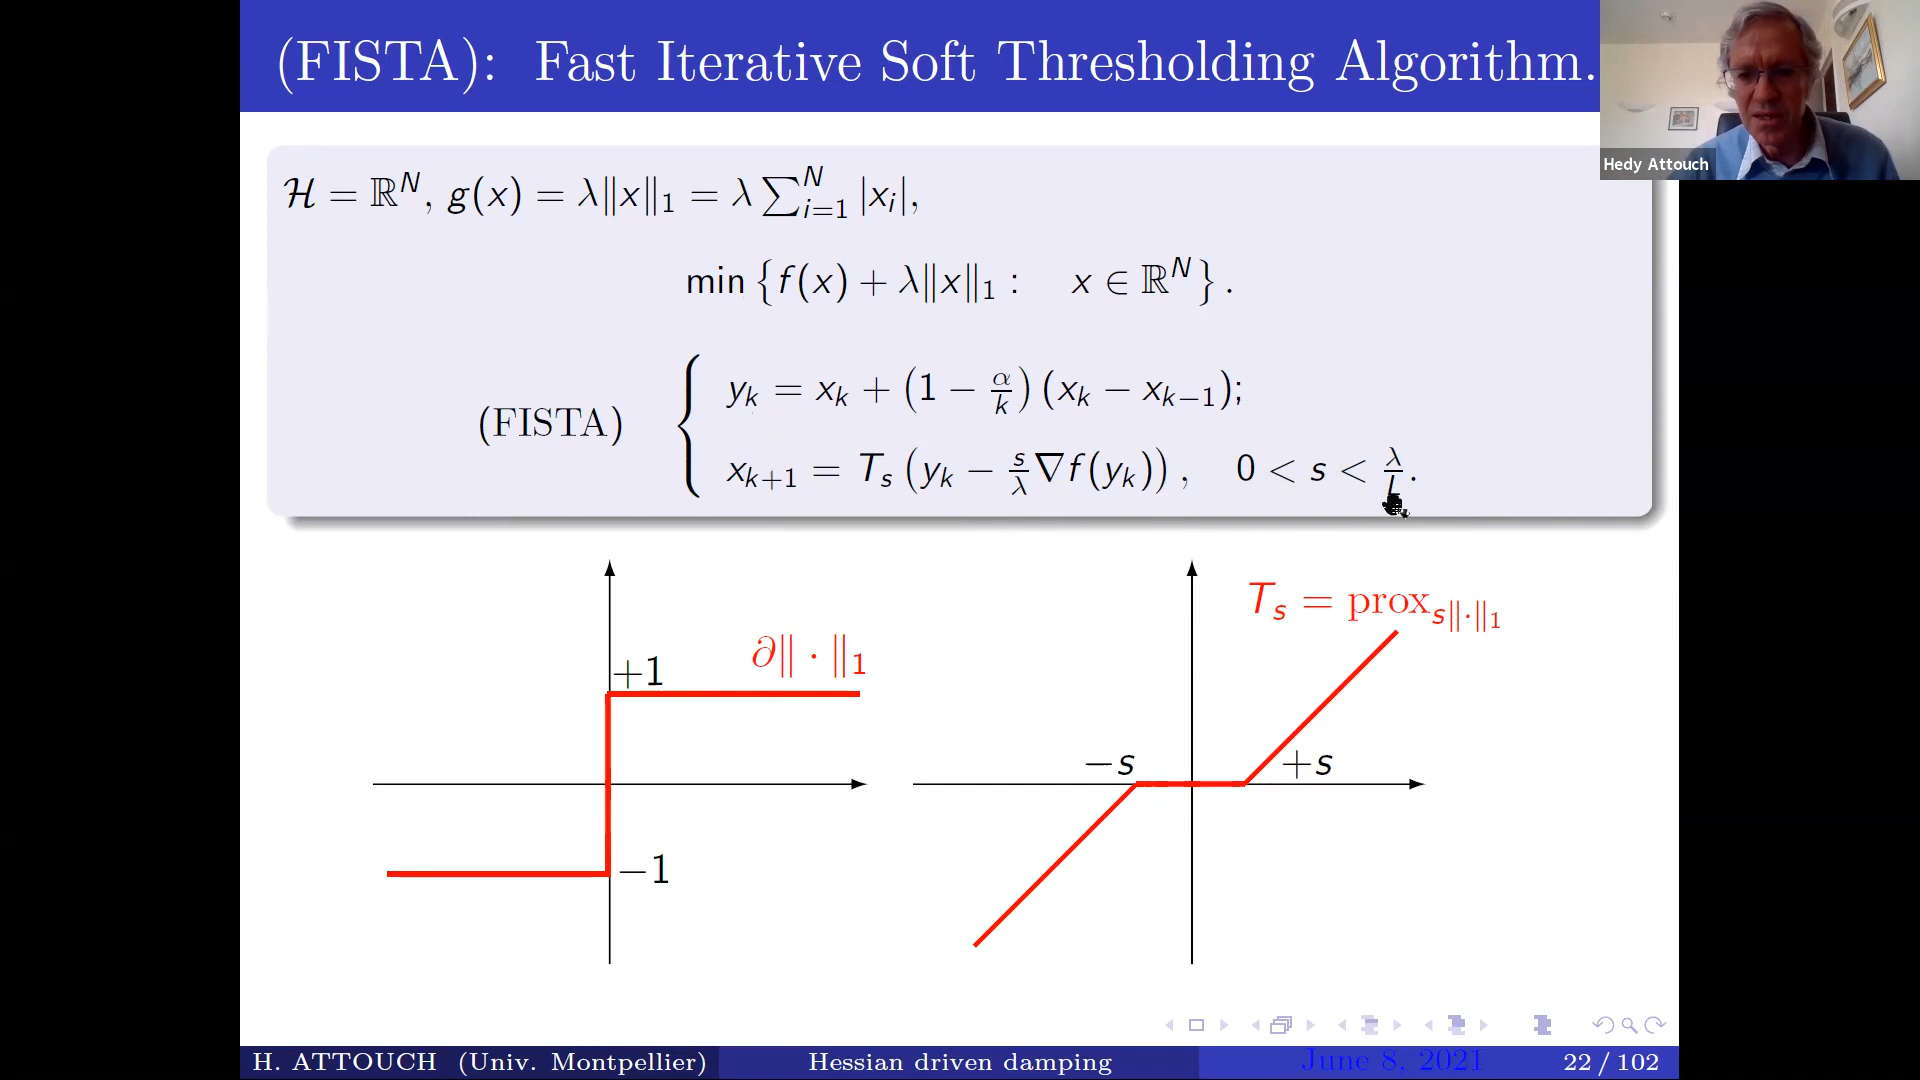 (FISTA): Fast Iterative Soft Thresholding Algorithm.
Hedy Attouch
ℋ = ℝ^N, g(x) = λ‖x‖₁ = λ ∑_{i=1}^N |x_i|,
min {f(x) + λ‖x‖₁ : x ∈ ℝ^N} .
(FISTA)
y_k = x_k + (1 − α/k) (x_k − x_{k−1});
x_{k+1} = T_s (y_k − s/λ ∇f(y_k)) , 0 < s < λ/L.
T_s = prox_{s‖·‖₁}
∂‖ · ‖₁
+1
−s
+s
−1
H. ATTOUCH (Univ. Montpellier)
Hessian driven damping
June 8, 2021
22 / 102